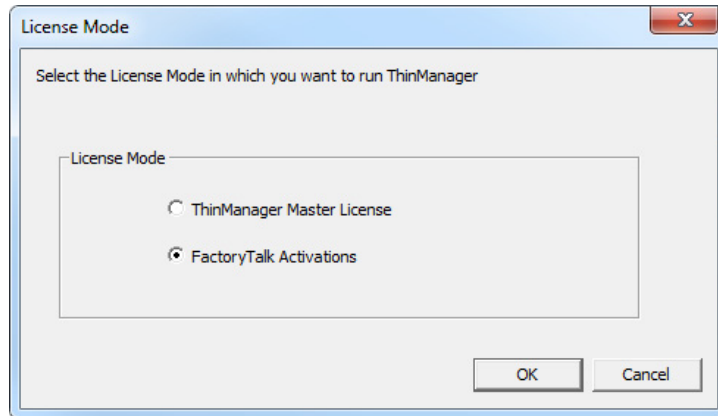 License Mode
Select the License Mode in which you want to run ThinManager
License Mode
ThinManager Master License
FactoryTalk Activations
OK Cancel